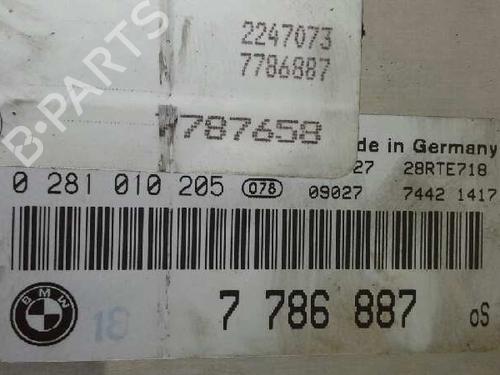 B-PARTS
2247073
7786887
7787658
de in Germany
27 28RTE718
0 281 010 205 078 09027 7442 1417
BMW 18 7 786 887 oS